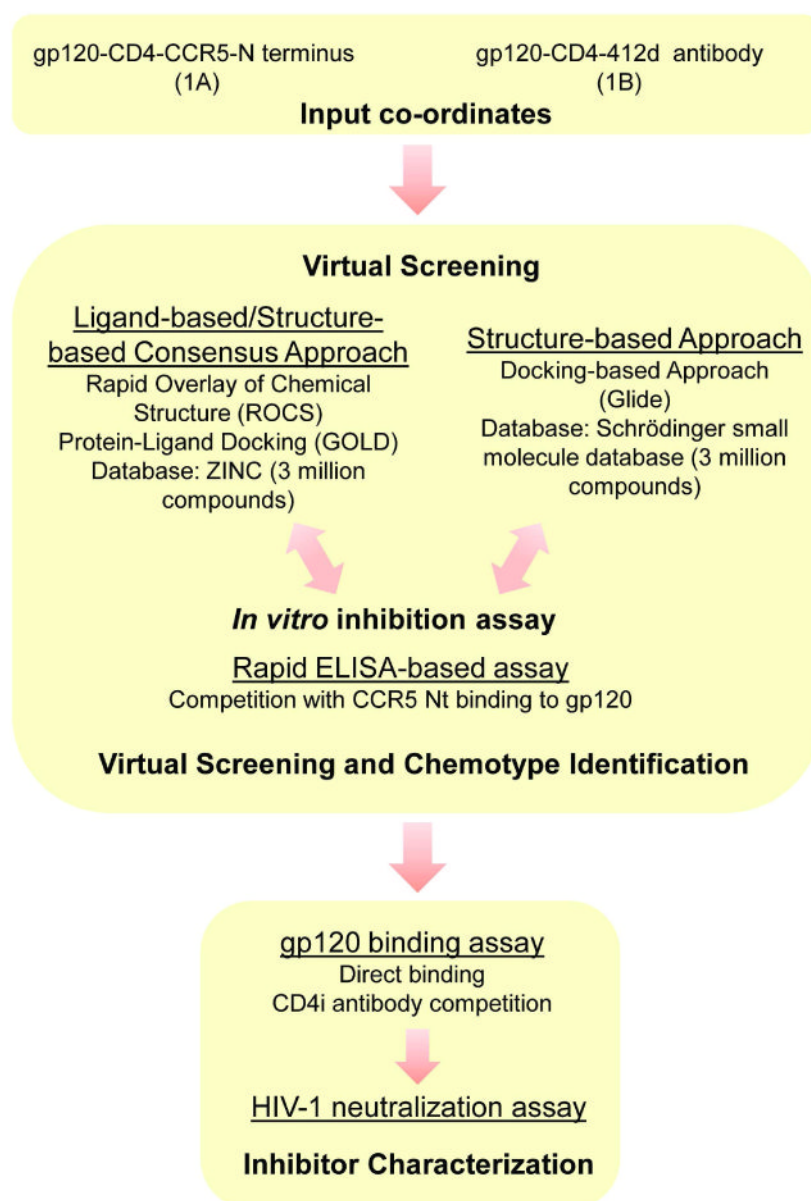 gp120-CD4-CCR5-N terminus
(1A)
gp120-CD4-412d antibody
(1B)
Input co-ordinates
Virtual Screening
Ligand-based/Structure-
based Consensus Approach
Rapid Overlay of Chemical
Structure (ROCS)
Protein-Ligand Docking (GOLD)
Database: ZINC (3 million
compounds)
Structure-based Approach
Docking-based Approach
(Glide)
Database: Schrödinger small
molecule database (3 million
compounds)
In vitro inhibition assay
Rapid ELISA-based assay
Competition with CCR5 Nt binding to gp120
Virtual Screening and Chemotype Identification
gp120 binding assay
Direct binding
CD4i antibody competition
HIV-1 neutralization assay
Inhibitor Characterization